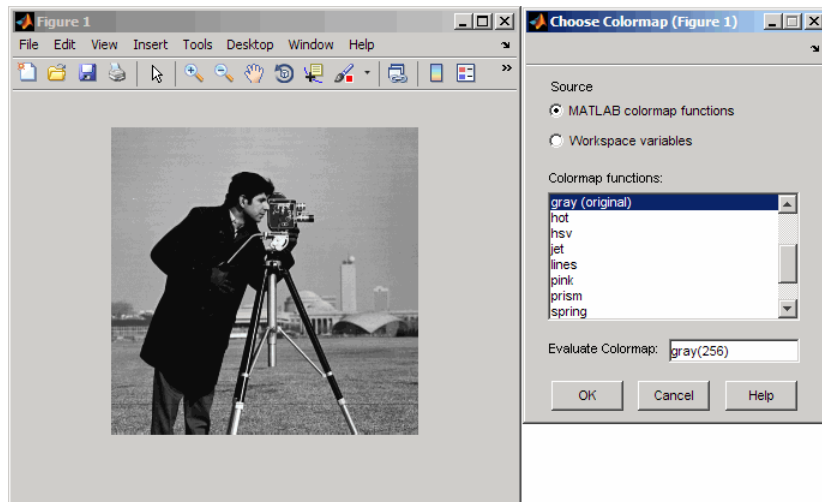 Figure 1
File Edit View Insert Tools Desktop Window Help
Choose Colormap (Figure 1)
Source
MATLAB colormap functions
Workspace variables
Colormap functions:
gray (original)
hot
hsv
jet
lines
pink
prism
spring
Evaluate Colormap: gray(256)
OK Cancel Help